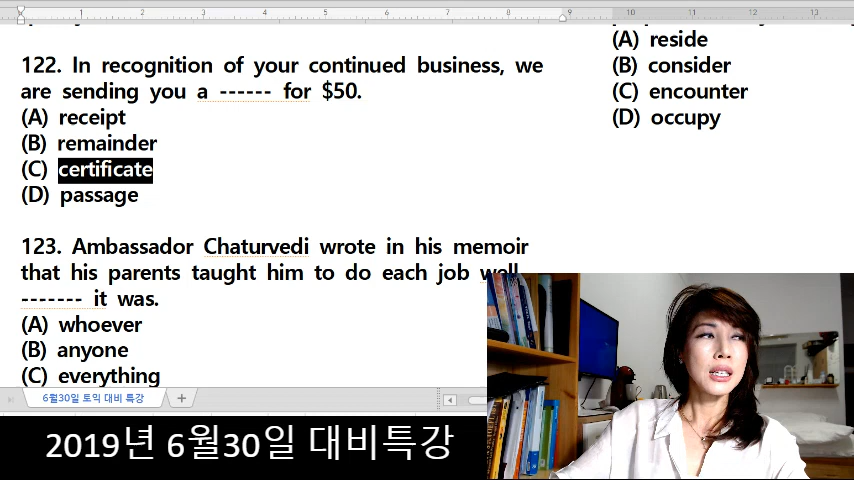 122. In recognition of your continued business, we
are sending you a ------ for $50.
(A) receipt
(B) remainder
(C) certificate
(D) passage
123. Ambassador Chaturvedi wrote in his memoir
that his parents taught him to do each job well
------- it was.
(A) whoever
(B) anyone
(C) everything
(A) reside
(B) consider
(C) encounter
(D) occupy
6월30일 토익 대비 특강
2019년 6월30일 대비특강